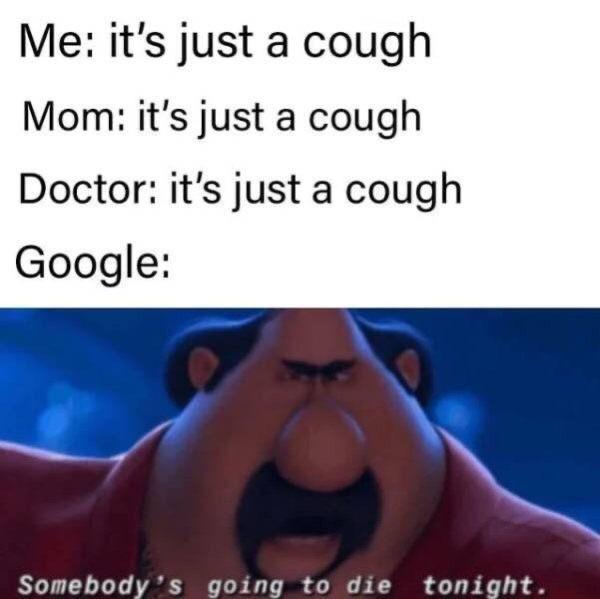 Me: it's just a cough
Mom: it's just a cough
Doctor: it's just a cough
Google:
Somebody's going to die tonight.